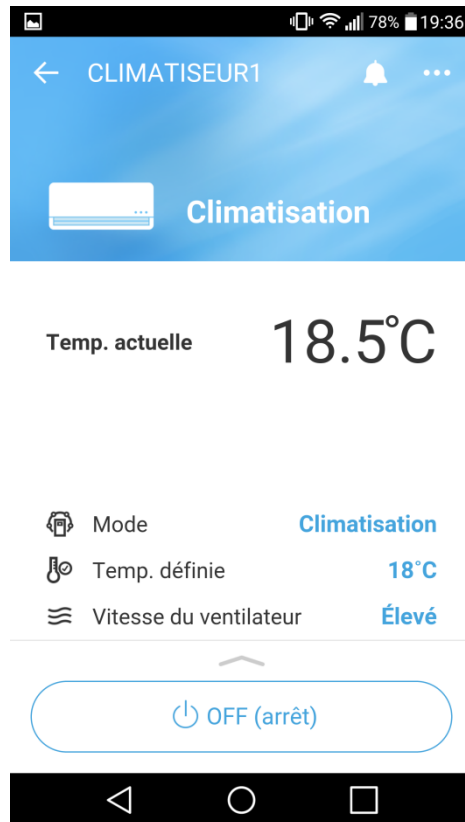 78% 19:36
CLIMATISEUR1
Climatisation
Temp. actuelle 18.5°C
Mode Climatisation
Temp. définie 18°C
Vitesse du ventilateur Élevé
OFF (arrêt)